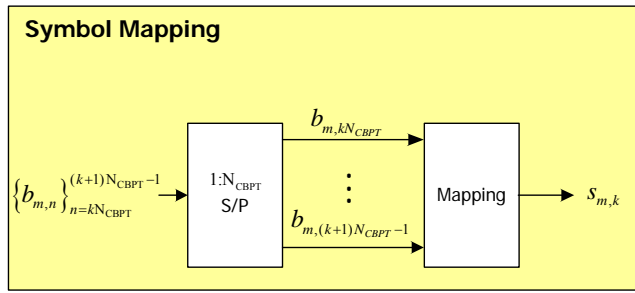 Symbol Mapping
{b_{m,n}}_{n=kN_{CBPT}}^{(k+1)N_{CBPT}-1}
1:N_{CBPT}
S/P
b_{m,kN_{CBPT}}
⋮
b_{m,(k+1)N_{CBPT}-1}
Mapping
s_{m,k}